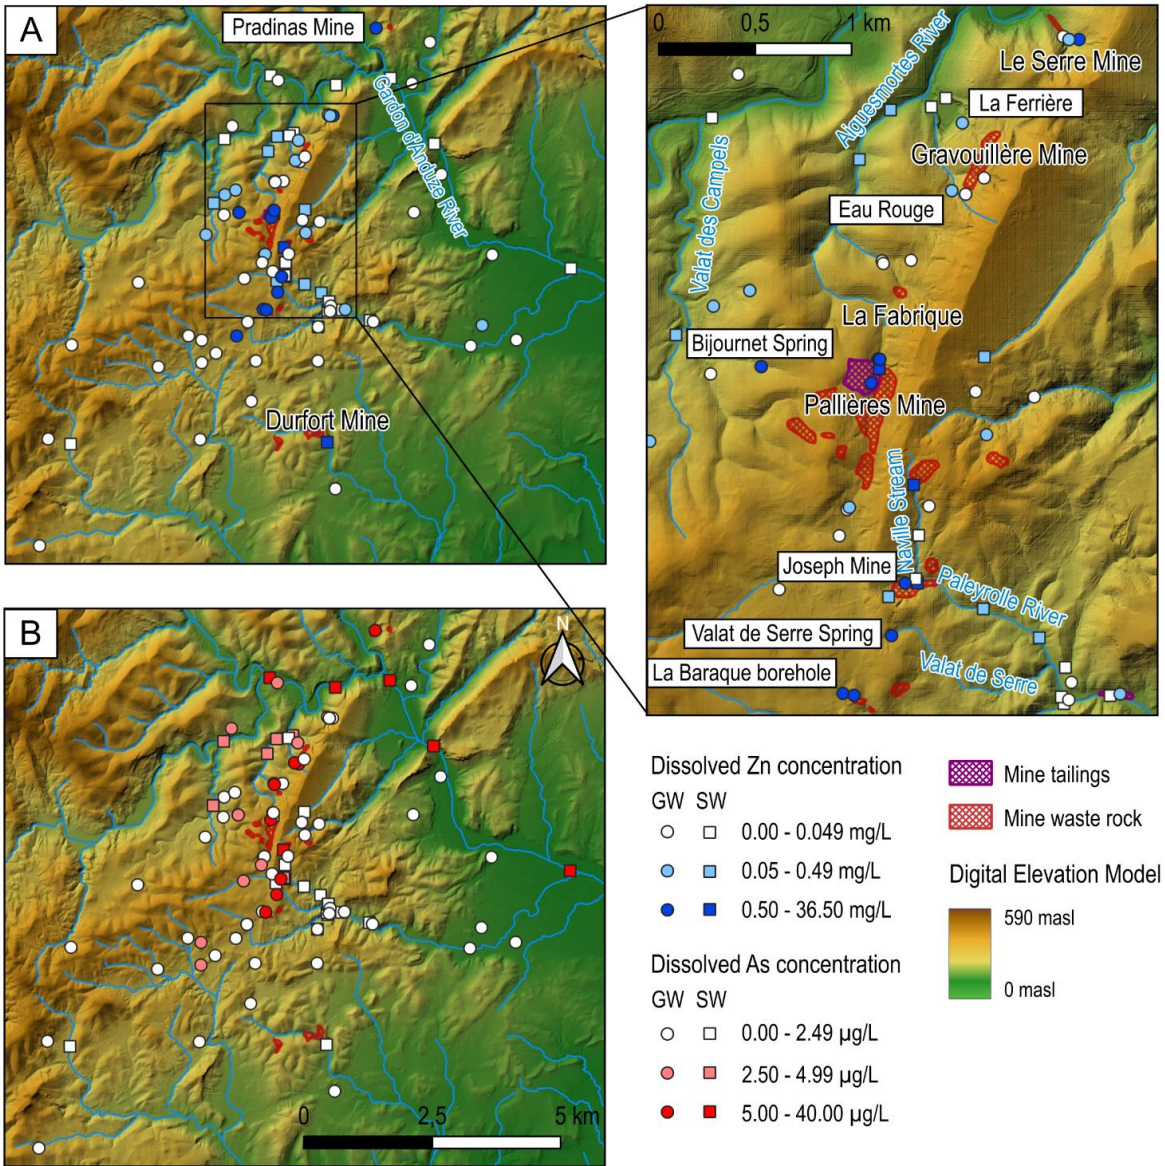 A
Pradinas Mine
Gardon d'Anduze River
Durfort Mine
0 0,5 1 km
Le Serre Mine
La Ferrière
Aiguesmortes River
Gravouillère Mine
Valat des Campels
Eau Rouge
La Fabrique
Bijournet Spring
Pallières Mine
Naville Stream
Joseph Mine
Paleyrolle River
Valat de Serre Spring
Valat de Serre
La Baraque borehole
B
N
0 2,5 5 km
Dissolved Zn concentration
GW SW
0.00 - 0.049 mg/L
0.05 - 0.49 mg/L
0.50 - 36.50 mg/L
Dissolved As concentration
GW SW
0.00 - 2.49 µg/L
2.50 - 4.99 µg/L
5.00 - 40.00 µg/L
Mine tailings
Mine waste rock
Digital Elevation Model
590 masl
0 masl